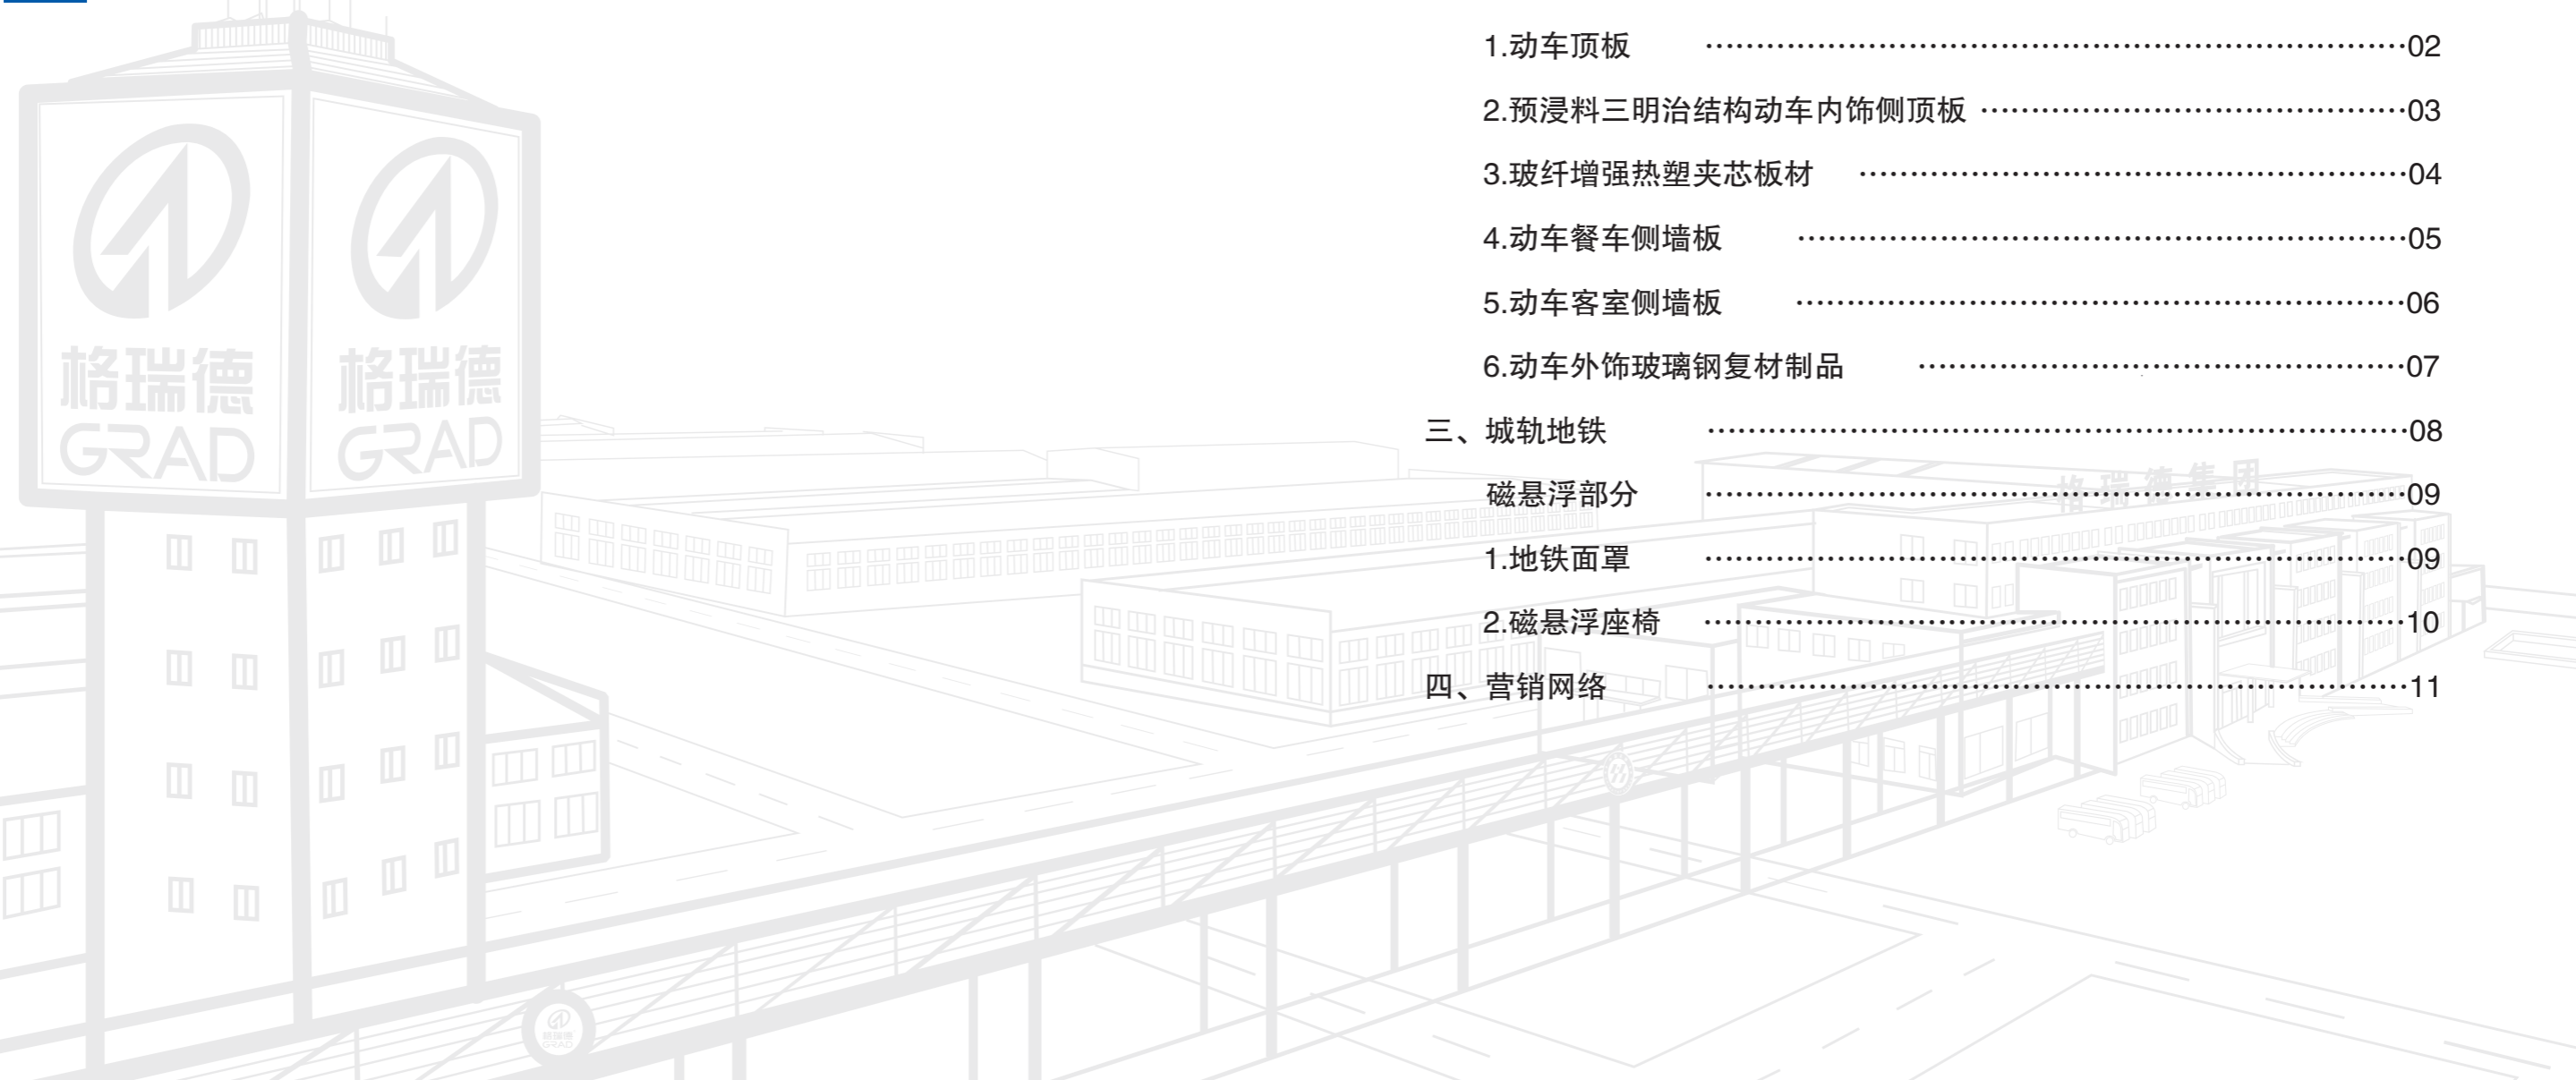 1.动车顶板 ……………………………………………………02
2.预浸料三明治结构动车内饰侧顶板 ………………………………03
3.玻纤增强热塑夹芯板材 ………………………………………04
4.动车餐车侧墙板 ……………………………………………05
5.动车客室侧墙板 ……………………………………………06
6.动车外饰玻璃钢复材制品 ……………………………………07
三、城轨地铁 ……………………………………………………08
磁悬浮部分 ……………………………………………………09
1.地铁面罩 ……………………………………………………09
2.磁悬浮座椅 ……………………………………………………10
四、营销网络 ……………………………………………………11
格瑞德
GRAD
格瑞德
GRAD
格瑞德集团
格瑞德
GRAD